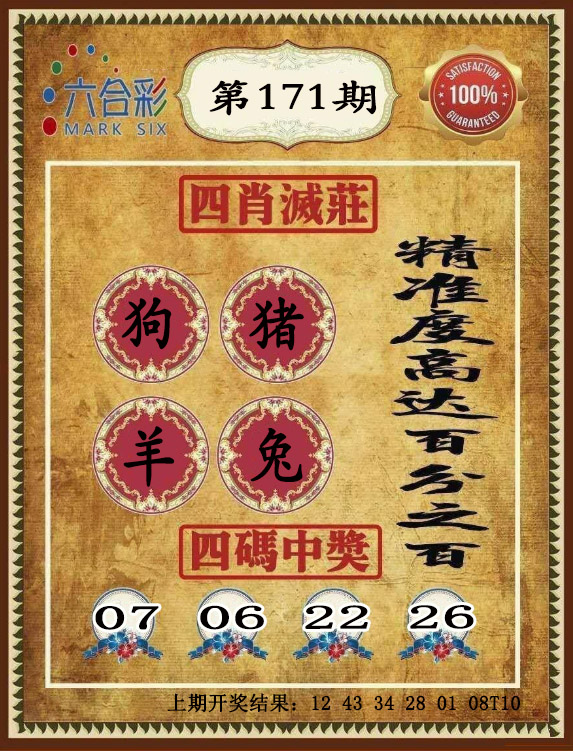 六合彩
MARK SIX
第171期
SATISFACTION
100%
GUARANTEED
四肖滅莊
狗 猪
羊 兔
精准度高达百分之百
四碼中獎
07 06 22 26
上期开奖结果：12 43 34 28 01 08T10